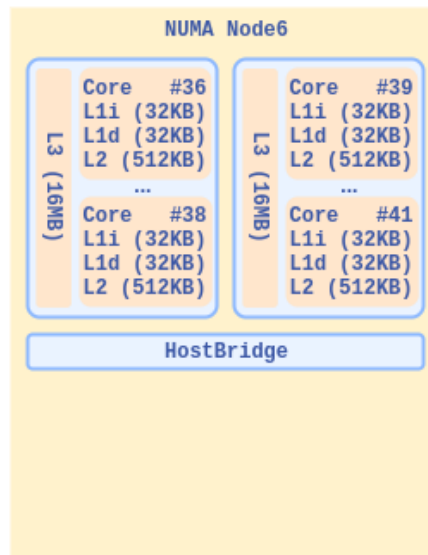 NUMA Node6
L3 (16MB)
Core #36
L1i (32KB)
L1d (32KB)
L2 (512KB)
...
Core #38
L1i (32KB)
L1d (32KB)
L2 (512KB)
L3 (16MB)
Core #39
L1i (32KB)
L1d (32KB)
L2 (512KB)
...
Core #41
L1i (32KB)
L1d (32KB)
L2 (512KB)
HostBridge